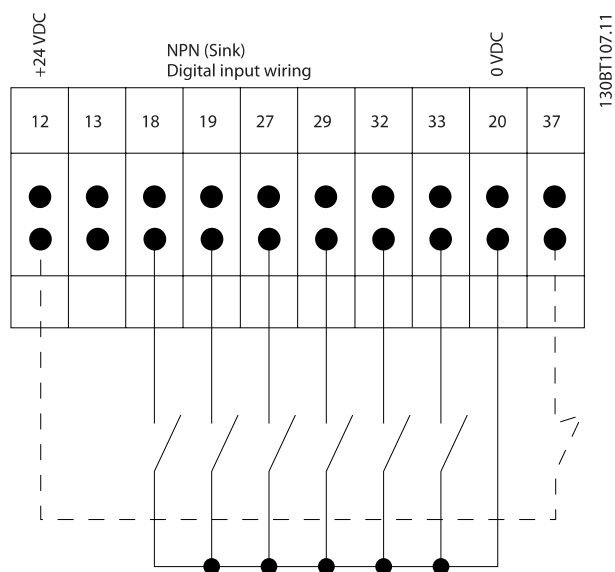 +24 VDC
NPN (Sink)
Digital input wiring
0 VDC
130BT107.11
12 13 18 19 27 29 32 33 20 37